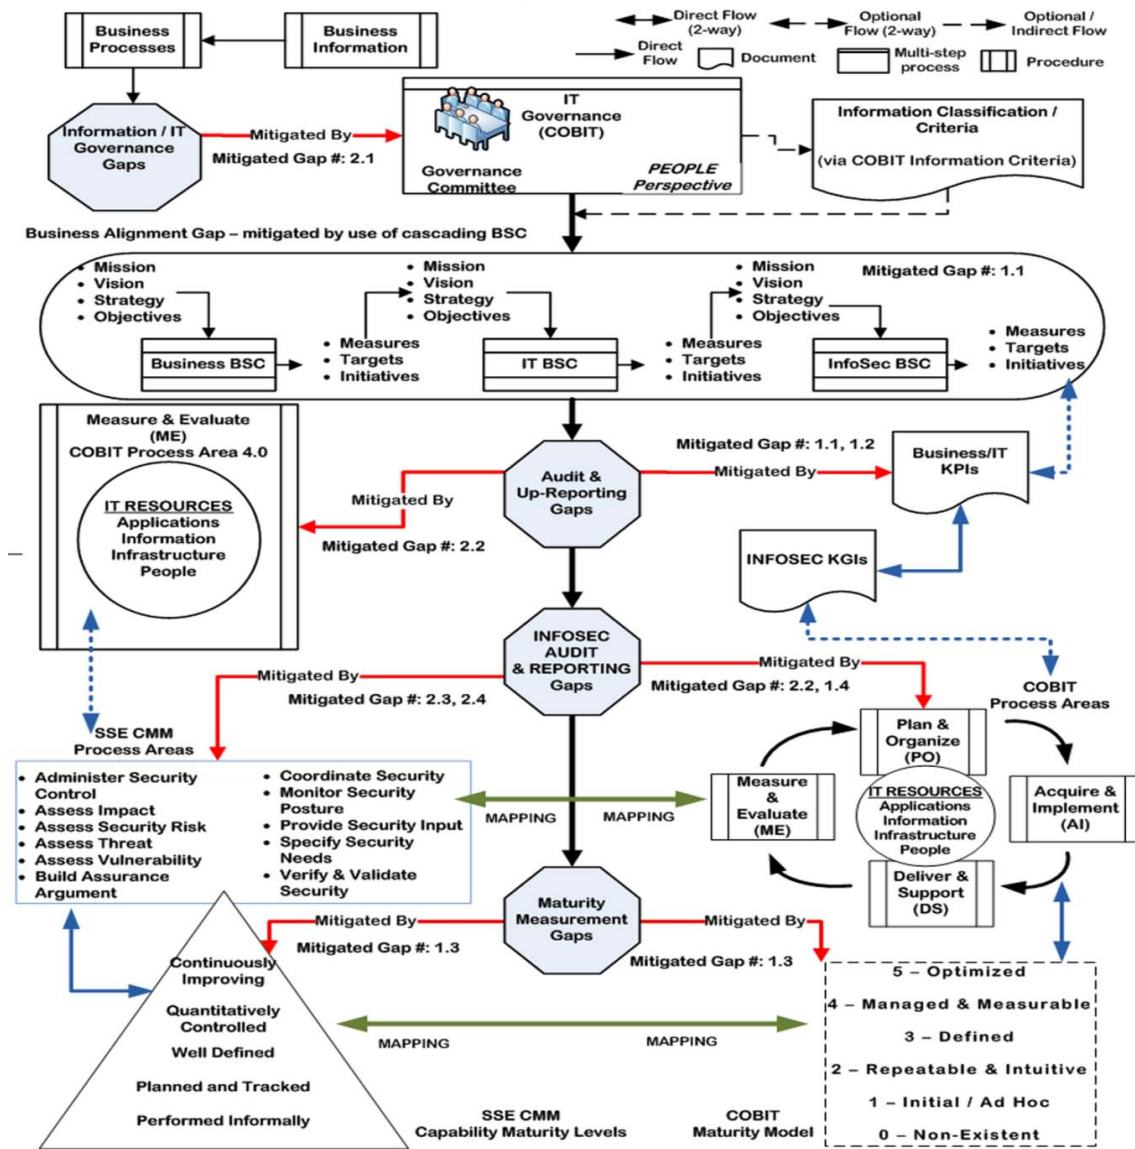 Business
Processes
Business
Information
Direct Flow
(2-way)
Optional
Flow (2-way)
Optional /
Indirect Flow
Direct
Flow
Document
Multi-step
process
Procedure
Information / IT
Governance
Gaps
Mitigated By
Mitigated Gap #: 2.1
IT
Governance
(COBIT)
Governance
Committee
PEOPLE
Perspective
Information Classification /
Criteria
(via COBIT Information Criteria)
Business Alignment Gap – mitigated by use of cascading BSC
• Mission
• Vision
• Strategy
• Objectives
Business BSC
• Measures
• Targets
• Initiatives
• Mission
• Vision
• Strategy
• Objectives
IT BSC
• Measures
• Targets
• Initiatives
• Mission
• Vision
• Strategy
• Objectives
InfoSec BSC
Mitigated Gap #: 1.1
• Measures
• Targets
• Initiatives
Measure & Evaluate
(ME)
COBIT Process Area 4.0
IT RESOURCES
Applications
Information
Infrastructure
People
Mitigated By
Mitigated Gap #: 2.2
Audit &
Up-Reporting
Gaps
Mitigated Gap #: 1.1, 1.2
Mitigated By
Business/IT
KPIs
INFOSEC KGIs
INFOSEC
AUDIT
& REPORTING
Gaps
Mitigated By
Mitigated Gap #: 2.3, 2.4
Mitigated By
Mitigated Gap #: 2.2, 1.4
SSE CMM
Process Areas
• Administer Security
Control
• Assess Impact
• Assess Security Risk
• Assess Threat
• Assess Vulnerability
• Build Assurance
Argument
• Coordinate Security
• Monitor Security
Posture
• Provide Security Input
• Specify Security
Needs
• Verify & Validate
Security
MAPPING
MAPPING
COBIT
Process Areas
Plan &
Organize
(PO)
Measure
&
Evaluate (ME)
IT RESOURCES
Applications
Information
Infrastructure
People
Acquire &
Implement
(AI)
Deliver &
Support
(DS)
Maturity
Measurement
Gaps
Mitigated By
Mitigated Gap #: 1.3
Mitigated By
Mitigated Gap #: 1.3
Continuously
Improving
Quantitatively
Controlled
Well Defined
Planned and Tracked
Performed Informally
MAPPING
MAPPING
SSE CMM
Capability Maturity Levels
COBIT
Maturity Model
5 – Optimized
4 – Managed & Measurable
3 – Defined
2 – Repeatable & Intuitive
1 – Initial / Ad Hoc
0 – Non-Existent